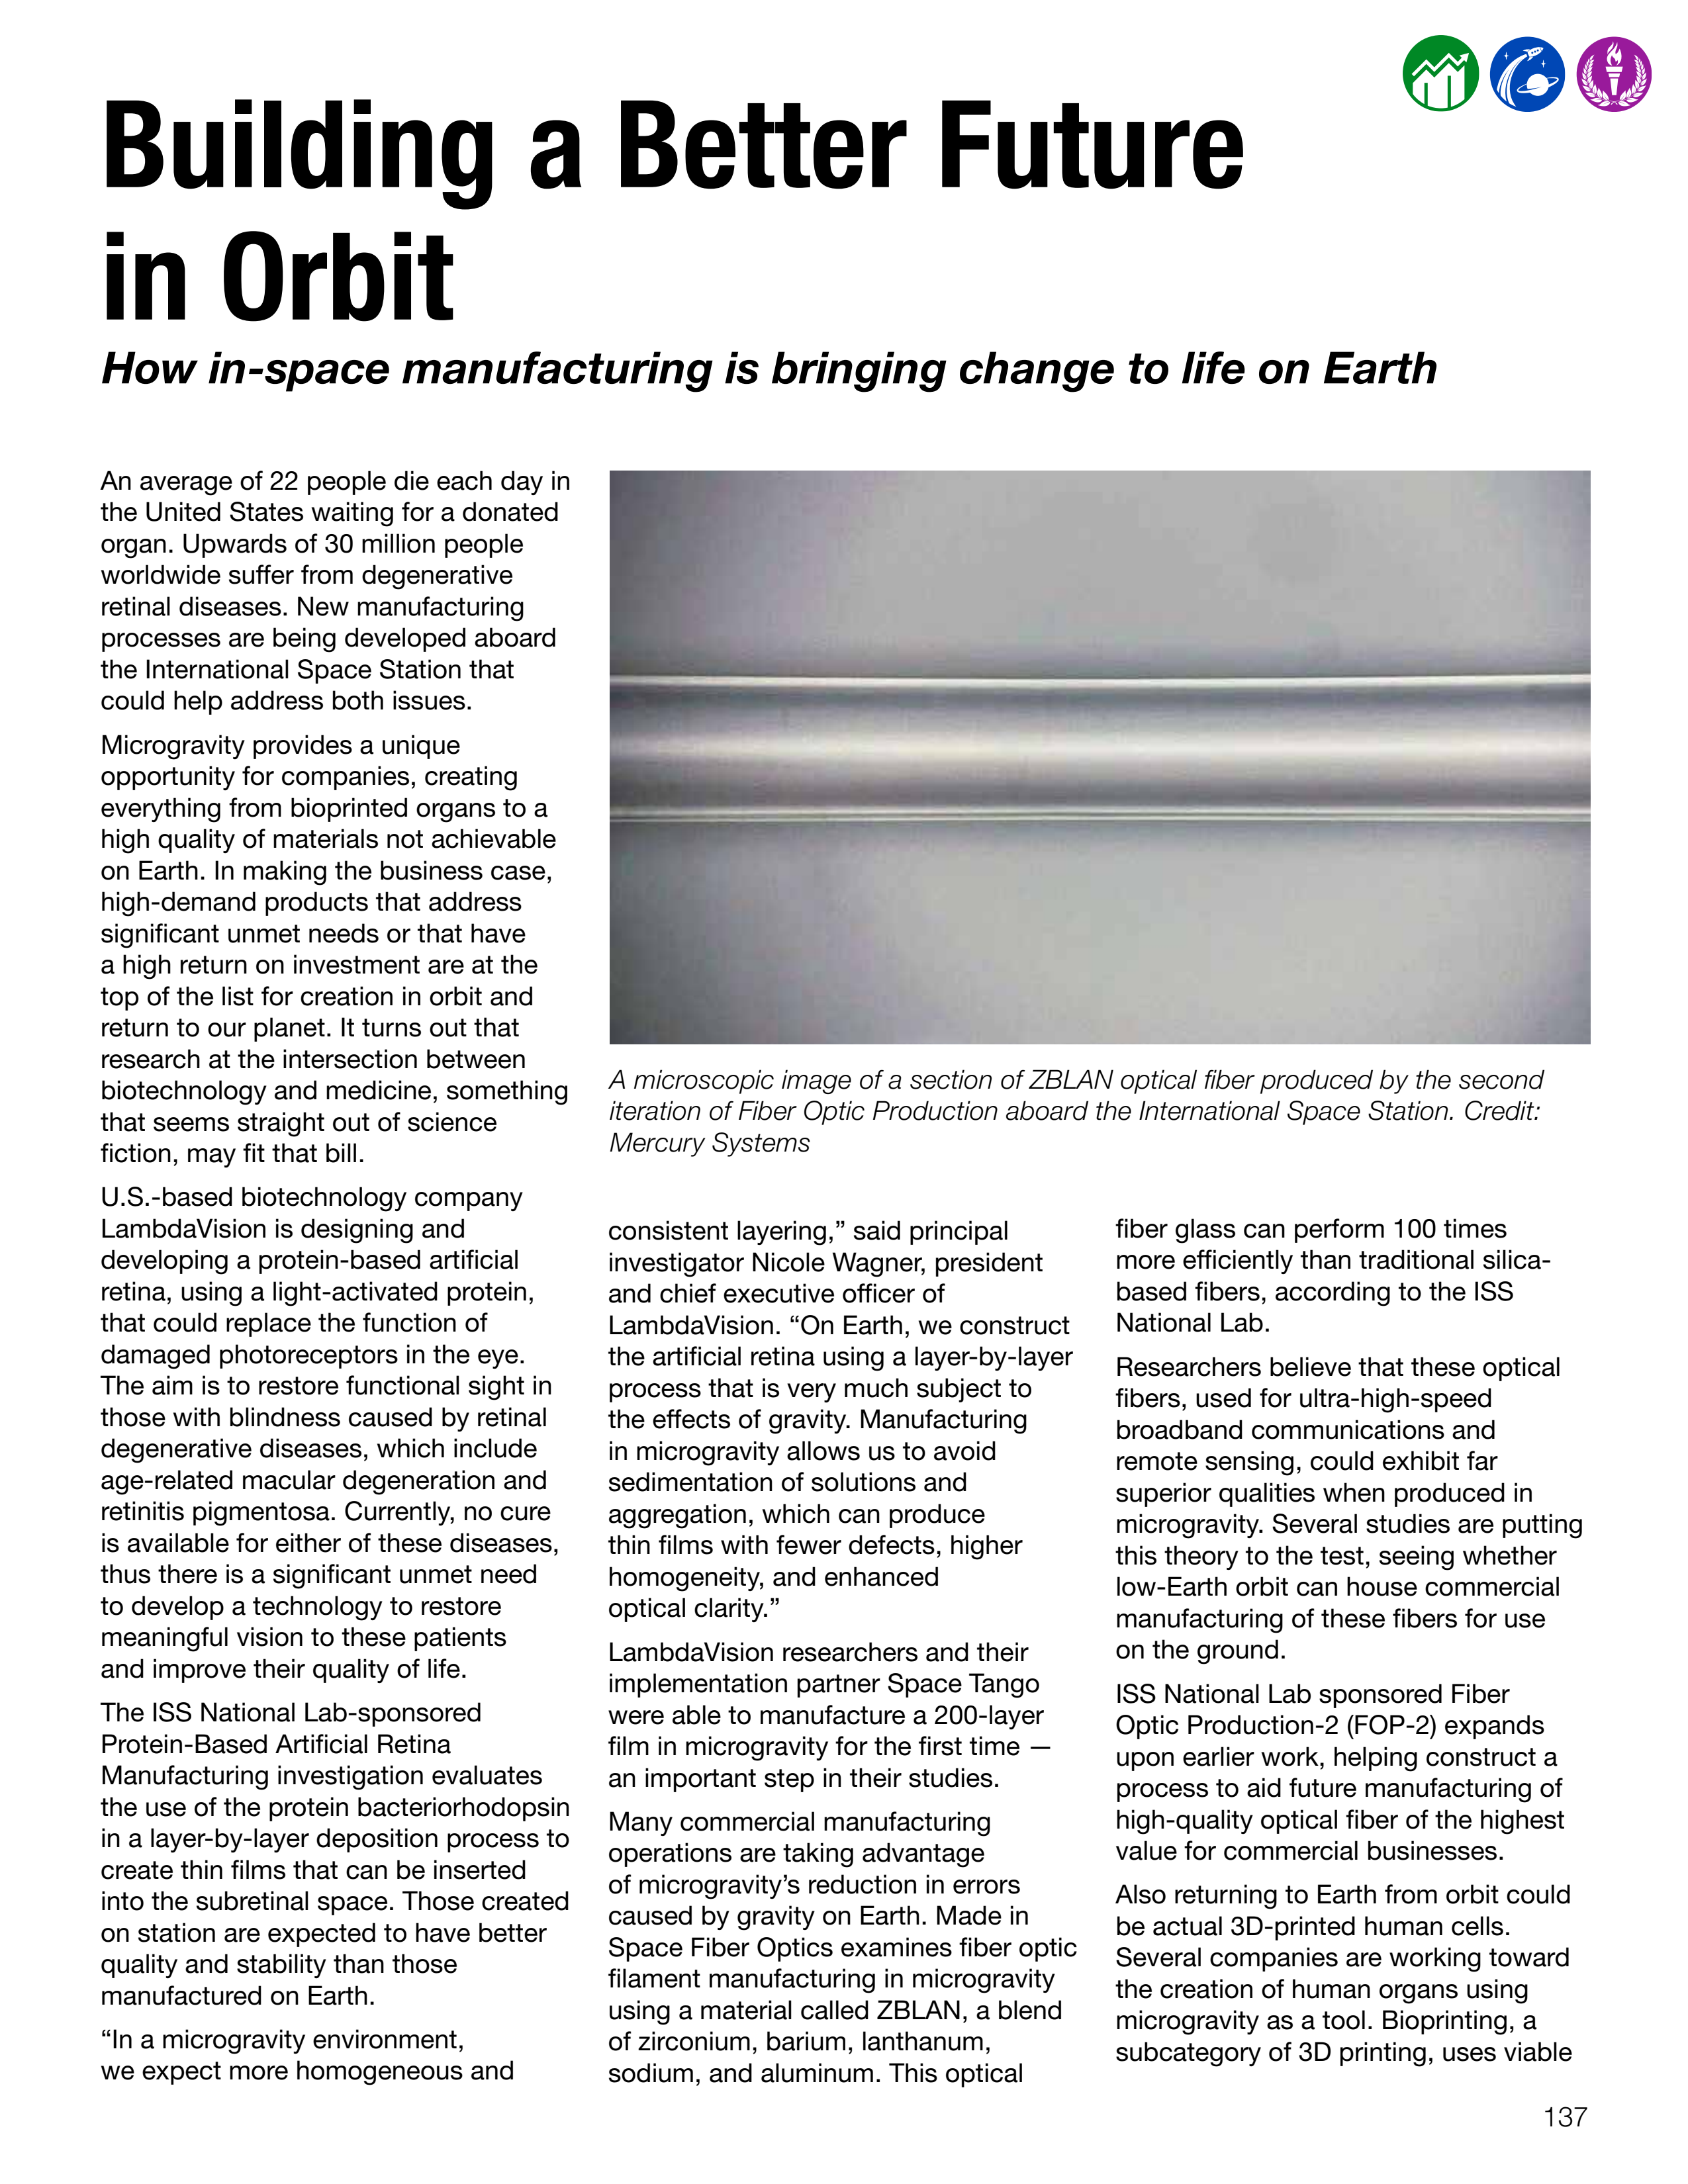 Building a Better Future
in Orbit
How in-space manufacturing is bringing change to life on Earth
An average of 22 people die each day in
the United States waiting for a donated
organ. Upwards of 30 million people
worldwide suffer from degenerative
retinal diseases. New manufacturing
processes are being developed aboard
the International Space Station that
could help address both issues.
Microgravity provides a unique
opportunity for companies, creating
everything from bioprinted organs to a
high quality of materials not achievable
on Earth. In making the business case,
high-demand products that address
significant unmet needs or that have
a high return on investment are at the
top of the list for creation in orbit and
return to our planet. It turns out that
research at the intersection between
biotechnology and medicine, something
that seems straight out of science
fiction, may fit that bill.
U.S.-based biotechnology company
LambdaVision is designing and
developing a protein-based artificial
retina, using a light-activated protein,
that could replace the function of
damaged photoreceptors in the eye.
The aim is to restore functional sight in
those with blindness caused by retinal
degenerative diseases, which include
age-related macular degeneration and
retinitis pigmentosa. Currently, no cure
is available for either of these diseases,
thus there is a significant unmet need
to develop a technology to restore
meaningful vision to these patients
and improve their quality of life.
The ISS National Lab-sponsored
Protein-Based Artificial Retina
Manufacturing investigation evaluates
the use of the protein bacteriorhodopsin
in a layer-by-layer deposition process to
create thin films that can be inserted
into the subretinal space. Those created
on station are expected to have better
quality and stability than those
manufactured on Earth.
“In a microgravity environment,
we expect more homogeneous and
A microscopic image of a section of ZBLAN optical fiber produced by the second
iteration of Fiber Optic Production aboard the International Space Station. Credit:
Mercury Systems
consistent layering,” said principal
investigator Nicole Wagner, president
and chief executive officer of
LambdaVision. “On Earth, we construct
the artificial retina using a layer-by-layer
process that is very much subject to
the effects of gravity. Manufacturing
in microgravity allows us to avoid
sedimentation of solutions and
aggregation, which can produce
thin films with fewer defects, higher
homogeneity, and enhanced
optical clarity.”
LambdaVision researchers and their
implementation partner Space Tango
were able to manufacture a 200-layer
film in microgravity for the first time —
an important step in their studies.
Many commercial manufacturing
operations are taking advantage
of microgravity’s reduction in errors
caused by gravity on Earth. Made in
Space Fiber Optics examines fiber optic
filament manufacturing in microgravity
using a material called ZBLAN, a blend
of zirconium, barium, lanthanum,
sodium, and aluminum. This optical
fiber glass can perform 100 times
more efficiently than traditional silica-
based fibers, according to the ISS
National Lab.
Researchers believe that these optical
fibers, used for ultra-high-speed
broadband communications and
remote sensing, could exhibit far
superior qualities when produced in
microgravity. Several studies are putting
this theory to the test, seeing whether
low-Earth orbit can house commercial
manufacturing of these fibers for use
on the ground.
ISS National Lab sponsored Fiber
Optic Production-2 (FOP-2) expands
upon earlier work, helping construct a
process to aid future manufacturing of
high-quality optical fiber of the highest
value for commercial businesses.
Also returning to Earth from orbit could
be actual 3D-printed human cells.
Several companies are working toward
the creation of human organs using
microgravity as a tool. Bioprinting, a
subcategory of 3D printing, uses viable
137